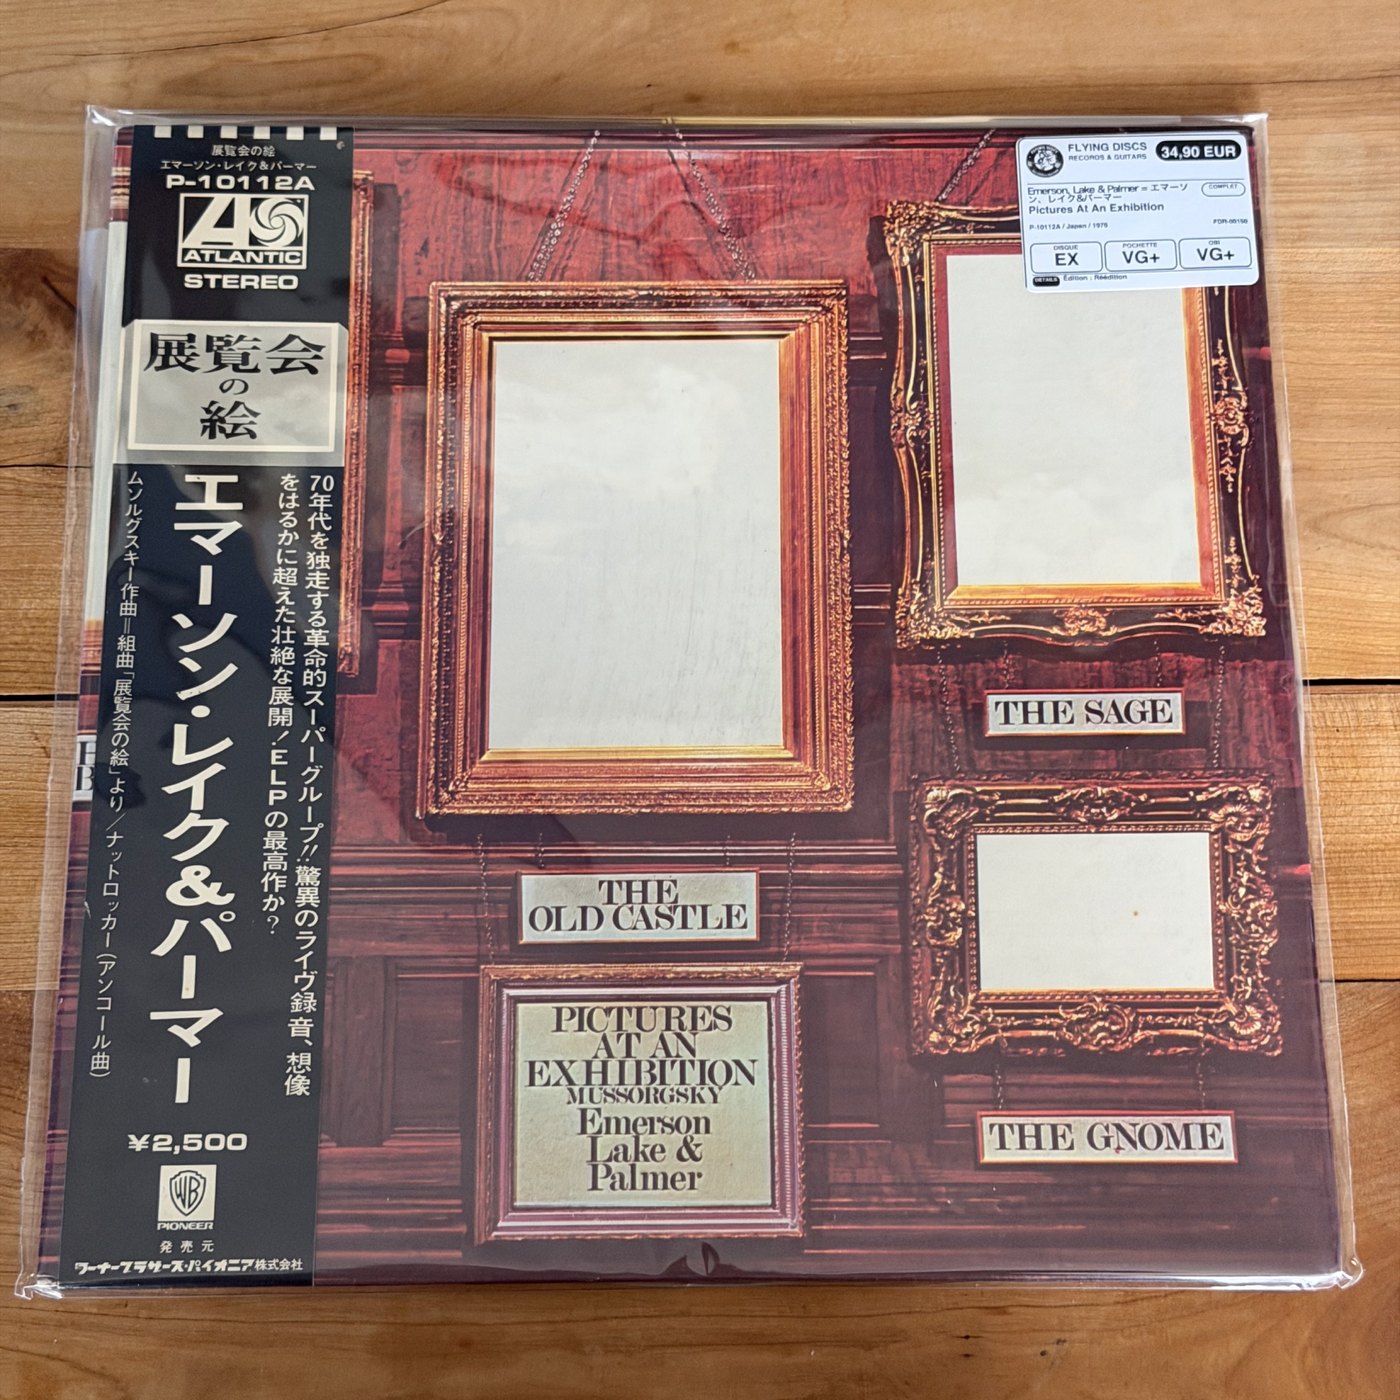 展覧会の絵
エマーソン・レイク&パーマー
P-10112A
ATLANTIC
STEREO
展覧会
の
絵
70年代を独走する革命的スーパーグループ!!驚異のライヴ録音、想像
をはるかに超えた壮絶な展開!ELPの最高作か?
エマーソン・レイク&パーマー
ムソルグスキー作曲=組曲「展覧会の絵」より/ナットロッカー(アンコール曲)
¥2,500
WB
PIONEER
発売元
ワーナーブラザース・パイオニア株式会社
FLYING DISCS
RECORDS & GUITARS
34,90 EUR
Emerson, Lake & Palmer = エマーソ
ン、レイク&パーマー
COMPLET
Pictures At An Exhibition
P-10112A / Japan / 1976
FDR-00150
DISQUE
EX
POCHETTE
VG+
OBI
VG+
DETAILS
Édition : Réédition
THE SAGE
THE
OLD CASTLE
PICTURES
AT AN
EXHIBITION
MUSSORGSKY
Emerson
Lake &
Palmer
THE GNOME